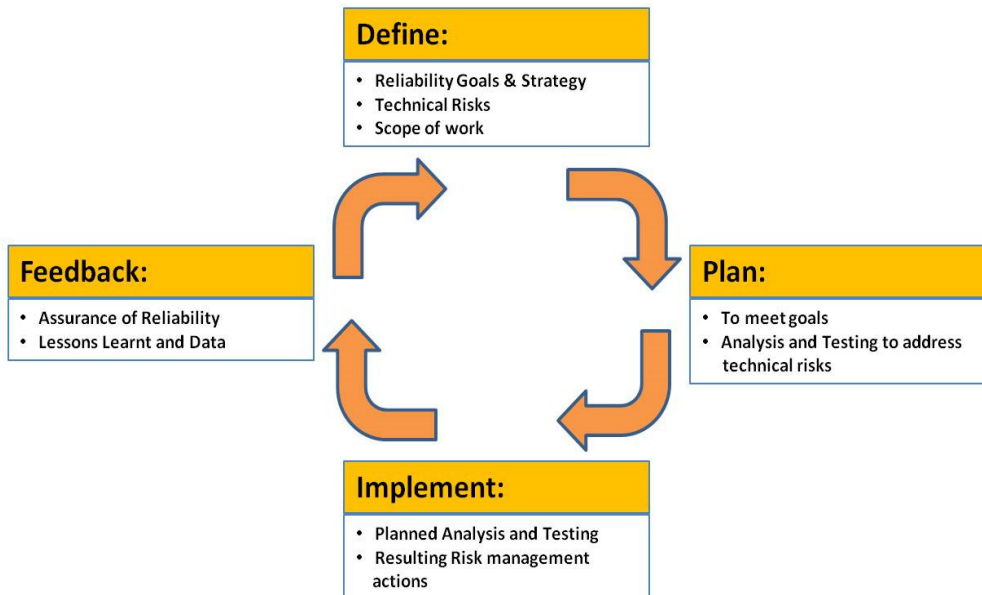 Define:
• Reliability Goals & Strategy
• Technical Risks
• Scope of work
Plan:
• To meet goals
• Analysis and Testing to address
technical risks
Implement:
• Planned Analysis and Testing
• Resulting Risk management
actions
Feedback:
• Assurance of Reliability
• Lessons Learnt and Data